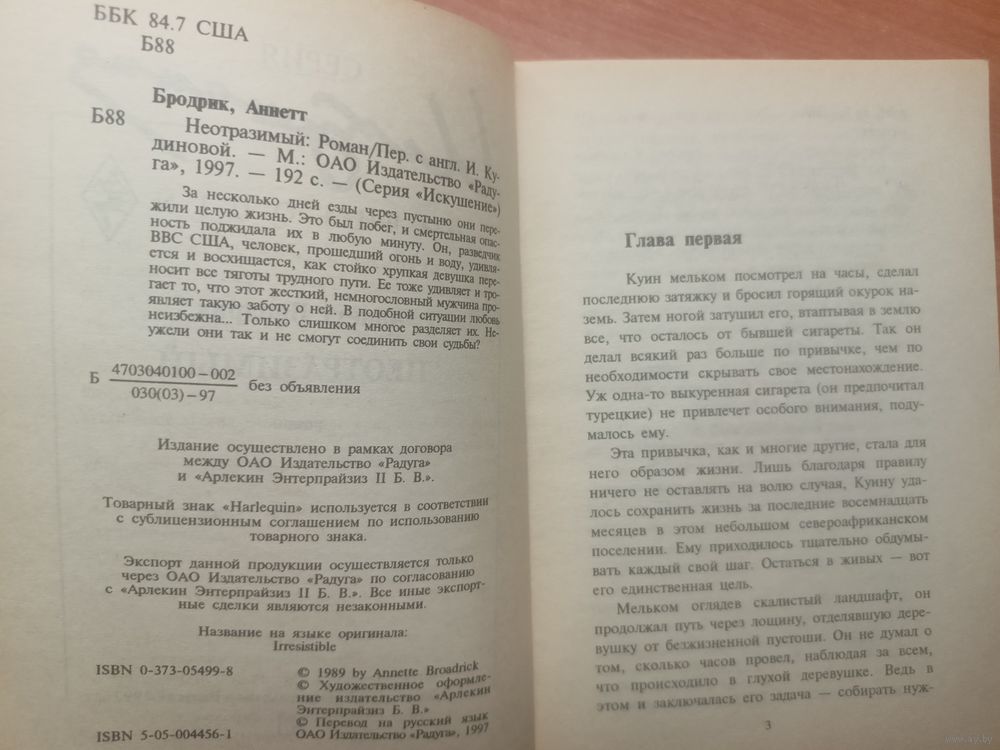 ББК 84.7 США
Б88
Бродрик, Аннетт
Б88
Неотразимый: Роман/Пер. с англ. И. Ку-
диновой. — М.: ОАО Издательство «Раду-
га», 1997. — 192 с. — (Серия «Искушение»)
За несколько дней езды через пустыню они пере-
жили целую жизнь. Это был побег, и смертельная опас-
ность поджидала их в любую минуту. Он, разведчик
ВВС США, человек, прошедший огонь и воду, удивля-
ется и восхищается, как стойко хрупкая девушка пере-
носит все тяготы трудного пути. Ее тоже удивляет и тро-
гает то, что этот жесткий, немногословный мужчина про-
являет такую заботу о ней. В подобной ситуации любовь
неизбежна... Только слишком многое разделяет их. Не-
ужели они так и не смогут соединить свои судьбы?
Б 4703040100–002 без объявления
030(03)–97
Издание осуществлено в рамках договора
между ОАО Издательство «Радуга»
и «Арлекин Энтерпрайзиз II Б. В.».
Товарный знак «Harlequin» используется в соответствии
с сублицензионным соглашением по использованию
товарного знака.
Экспорт данной продукции осуществляется только
через ОАО Издательство «Радуга» по согласованию
с «Арлекин Энтерпрайзиз II Б. В.». Все иные экспорт-
ные сделки являются незаконными.
Название на языке оригинала:
Irresistible
ISBN 0-373-05499-8
© 1989 by Annette Broadrick
© Художественное оформле-
ние издательство «Арлекин
Энтерпрайзиз II Б. В.»
© Перевод на русский язык
ОАО Издательство «Радуга», 1997
ISBN 5-05-004456-1
Глава первая
Куин мельком посмотрел на часы, сделал
последнюю затяжку и бросил горящий окурок на-
земь. Затем ногой затушил его, втаптывая в землю
все, что осталось от бывшей сигареты. Так он
делал всякий раз больше по привычке, чем по
необходимости скрывать свое местонахождение.
Уж одна-то выкуренная сигарета (он предпочитал
турецкие) не привлечет особого внимания, поду-
малось ему.
Эта привычка, как и многие другие, стала для
него образом жизни. Лишь благодаря правилу
ничего не оставлять на волю случая, Куину уда-
лось сохранить жизнь за последние восемнадцать
месяцев в этом небольшом североафриканском
поселении. Ему приходилось тщательно обдумы-
вать каждый свой шаг. Остаться в живых — вот
его единственная цель.
Мельком оглядев скалистый ландшафт, он
продолжал путь через лощину, отделявшую дере-
вушку от безжизненной пустоши. Он не думал о
том, сколько часов провел, наблюдая за всем,
что происходило в глухой деревушке. Ведь в
этом и заключалась его задача — собирать нуж-
3
www.ay.by